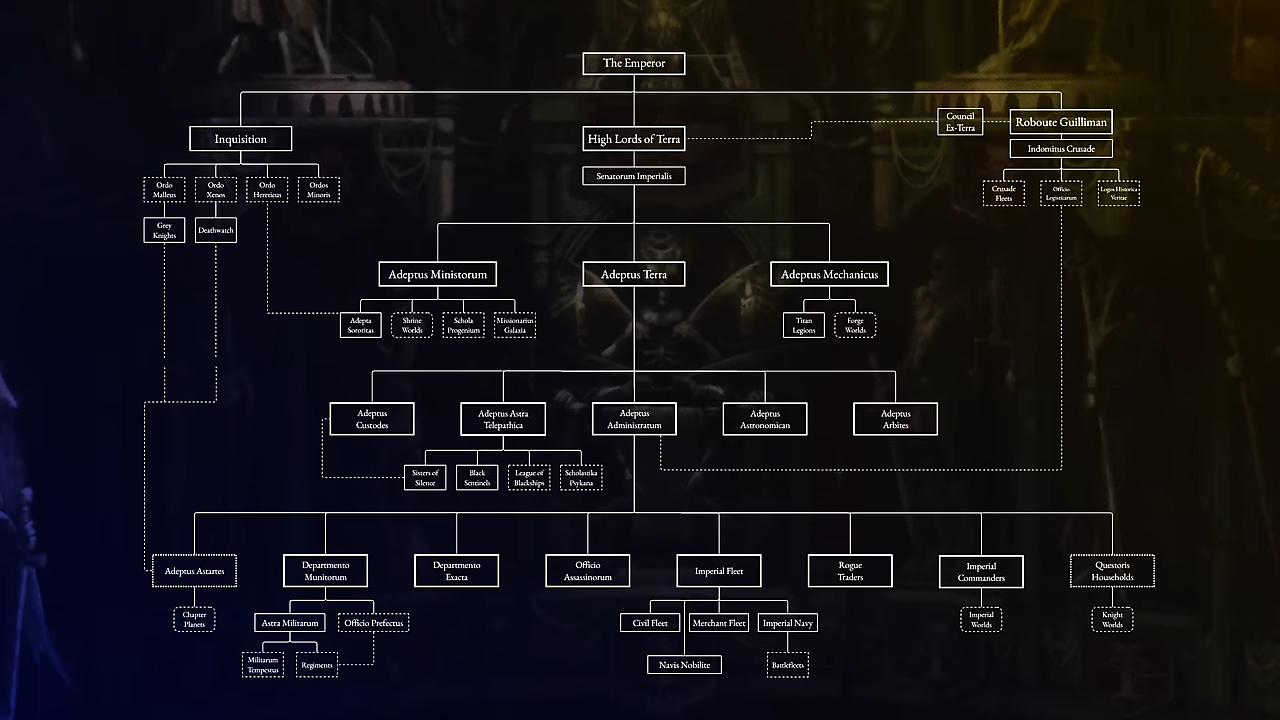 The Emperor
Council
Ex-Terra
Roboute Guilliman
Inquisition
High Lords of Terra
Indomitus Crusade
Senatorum Imperialis
Ordo
Malleus
Ordo
Xenos
Ordo
Hereticus
Ordos
Minoris
Crusade
Fleets
Officio
Logisticarum
Logos Historica
Veritae
Grey
Knights
Deathwatch
Adeptus Ministorum
Adeptus Terra
Adeptus Mechanicus
Adepta
Sororitas
Shrine
Worlds
Schola
Progenium
Missionarius
Galaxia
Titan
Legions
Forge
Worlds
Adeptus
Custodes
Adeptus Astra
Telepathica
Adeptus
Administratum
Adeptus
Astronomican
Adeptus
Arbites
Sisters of
Silence
Black
Sentinels
League of
Blackships
Scholastika
Psykana
Adeptus Astartes
Departmento
Munitorum
Departmento
Exacta
Officio
Assassinorum
Imperial Fleet
Rogue
Traders
Imperial
Commanders
Questoris
Households
Chapter
Planets
Astra Militarum
Officio Prefectus
Civil Fleet
Merchant Fleet
Imperial Navy
Imperial
Worlds
Knight
Worlds
Militarum
Tempestus
Regiments
Navis Nobilite
Battlefleets